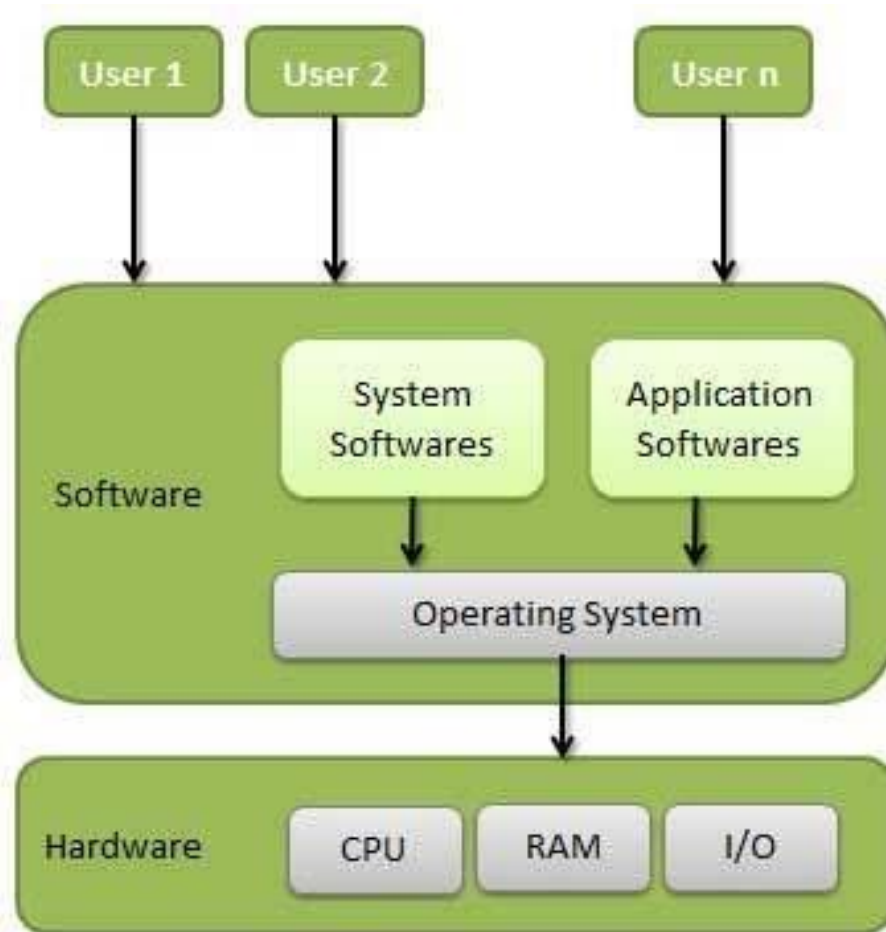 User 1
User 2
User n
System
Softwares
Application
Softwares
Software
Operating System
Hardware
CPU
RAM
I/O